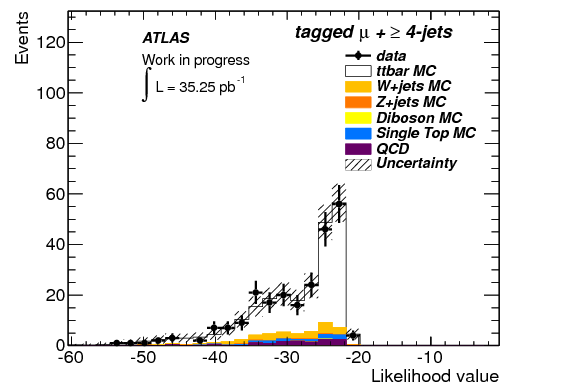 Events
120
100
80
60
40
20
0
ATLAS
Work in progress
∫ L = 35.25 pb⁻¹
tagged μ + ≥ 4-jets
data
ttbar MC
W+jets MC
Z+jets MC
Diboson MC
Single Top MC
QCD
Uncertainty
-60 -50 -40 -30 -20 -10
Likelihood value